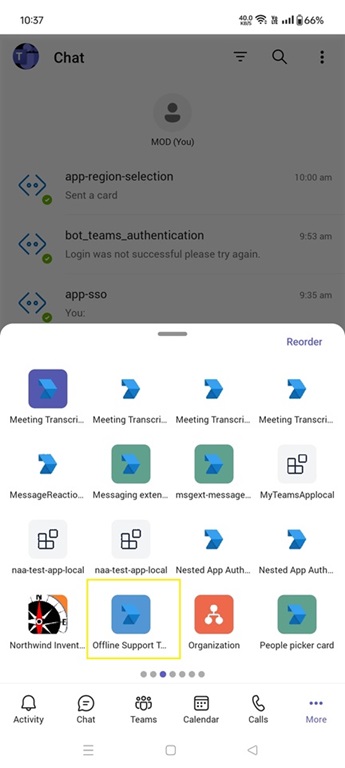 10:37
40.0
KB/S
66%
Chat
MOD (You)
app-region-selection
10:00 am
Sent a card
bot_teams_authentication
9:53 am
Login was not successful please try again.
app-sso
9:35 am
You:
Reorder
Meeting Transcri... Meeting Transcri... Meeting Transcri... Meeting Transcri...
MessageReactio... Messaging exten... msgext-message... MyTeamsApplocal
naa-test-app-local naa-test-app-local Nested App Auth... Nested App Auth...
Northwind Invent... Offline Support T... Organization People picker card
Activity Chat Teams Calendar Calls More